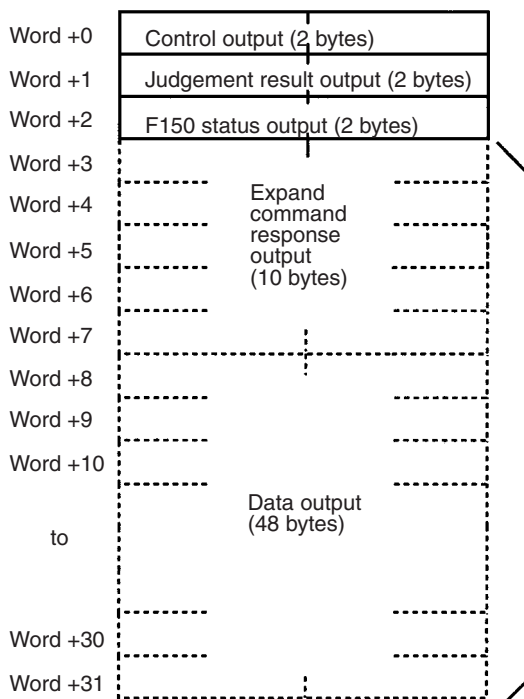 Word +0
Control output (2 bytes)
Word +1
Judgement result output (2 bytes)
Word +2
F150 status output (2 bytes)
Word +3
Word +4
Word +5
Word +6
Word +7
Expand
command
response
output
(10 bytes)
Word +8
Word +9
Word +10
to
Word +30
Word +31
Data output
(48 bytes)